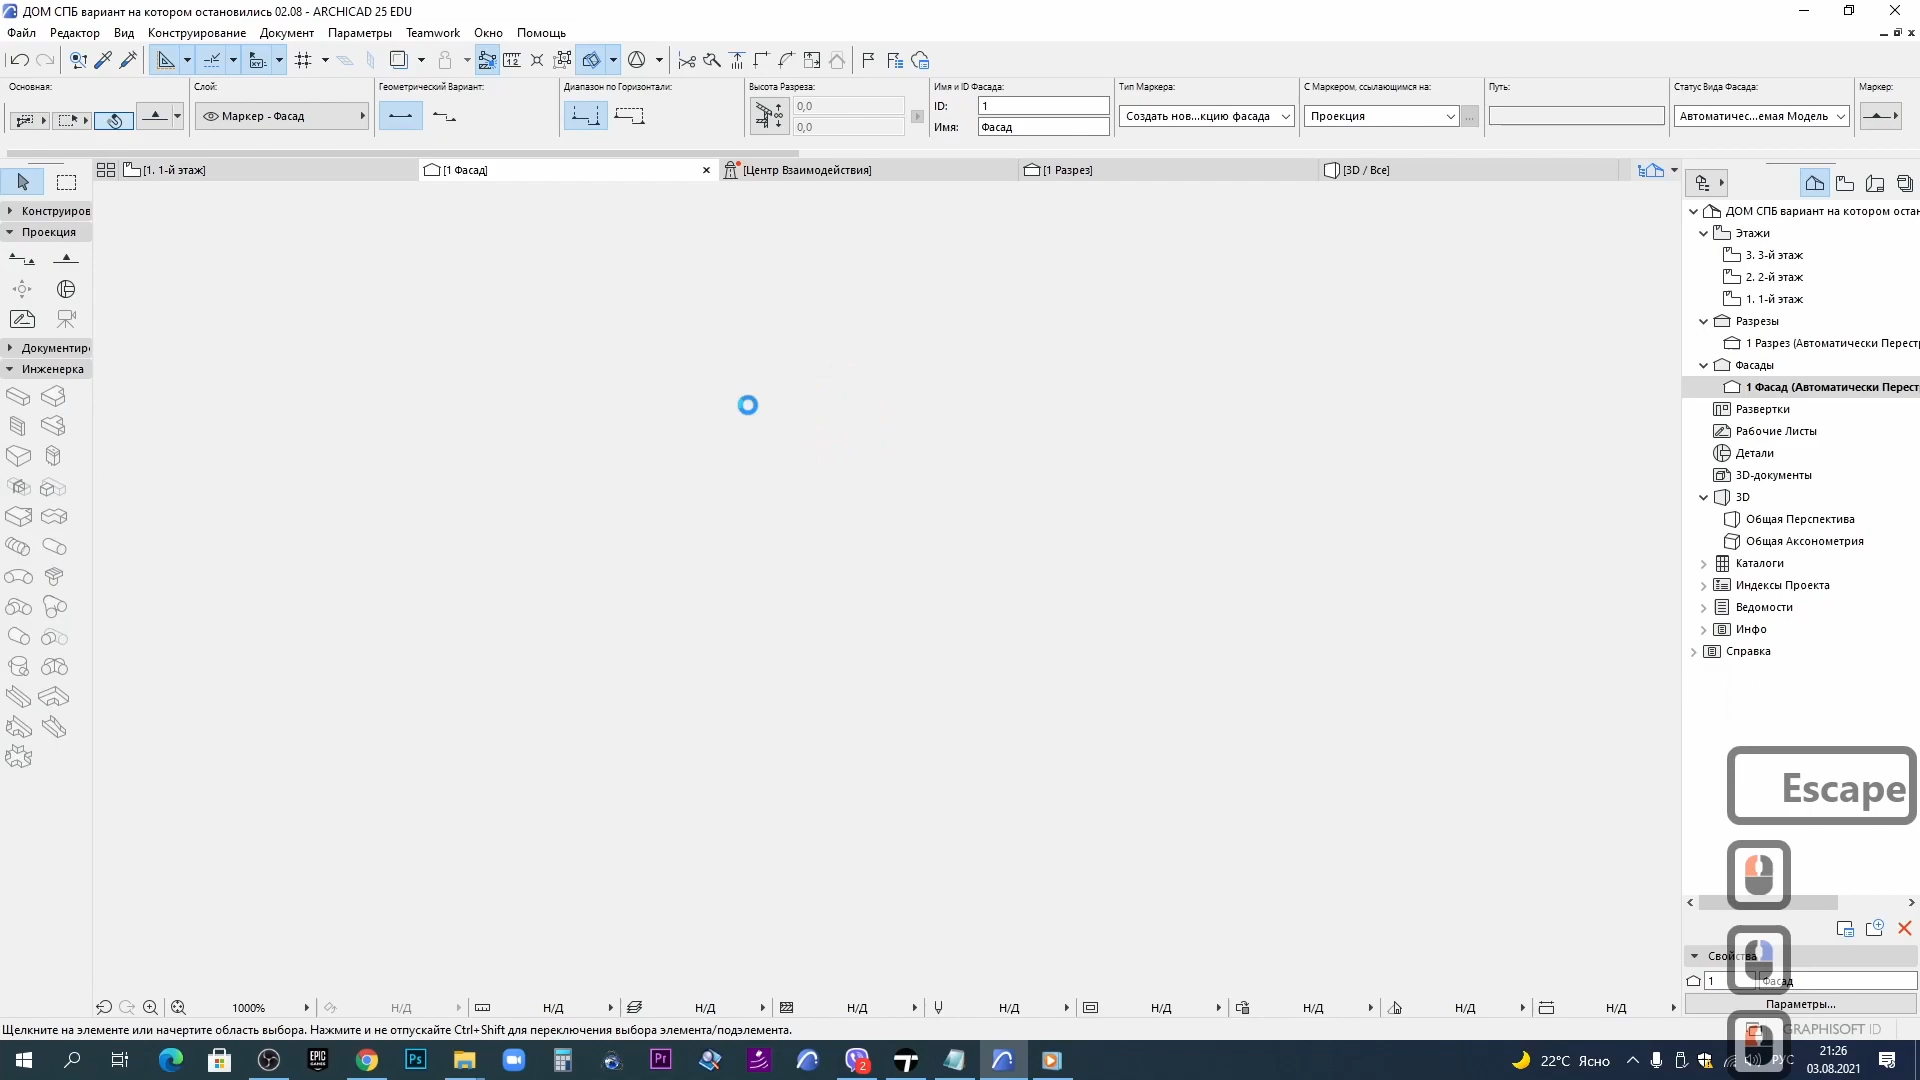 ДОМ СПБ вариант на котором остановились 02.08 - ARCHICAD 25 EDU
Файл Редактор Вид Конструирование Документ Параметры Teamwork Окно Помощь
Основная: Слой: Геометрический Вариант: Диапазон по Горизонтали: Высота Разреза: Имя и ID Фасада: Тип Маркера: С Маркером, ссылающимся на: Путь: Статус Вида Фасада: Маркер:
Маркер - Фасад 0,0 ID: 1 Создать нов...кцию фасада Проекция ... Автоматичес...емая Модель
0,0 Имя: Фасад
[1. 1-й этаж] [1 Фасад] [Центр Взаимодействия] [1 Разрез] [3D / Все]
Конструиров
Проекция
Документир
Инженерка
ДОМ СПБ вариант на котором остан
Этажи
3. 3-й этаж
2. 2-й этаж
1. 1-й этаж
Разрезы
1 Разрез (Автоматически Перест
Фасады
1 Фасад (Автоматически Перест
Развертки
Рабочие Листы
Детали
3D-документы
3D
Общая Перспектива
Общая Аксонометрия
Каталоги
Индексы Проекта
Ведомости
Инфо
Справка
Escape
Свойства
1 Фасад
Параметры...
1000% Н/Д Н/Д Н/Д Н/Д Н/Д Н/Д Н/Д Н/Д Н/Д
Щелкните на элементе или начертите область выбора. Нажмите и не отпускайте Ctrl+Shift для переключения выбора элемента/подэлемента.
GRAPHISOFT ID
22°C Ясно РУС 21:26
03.08.2021